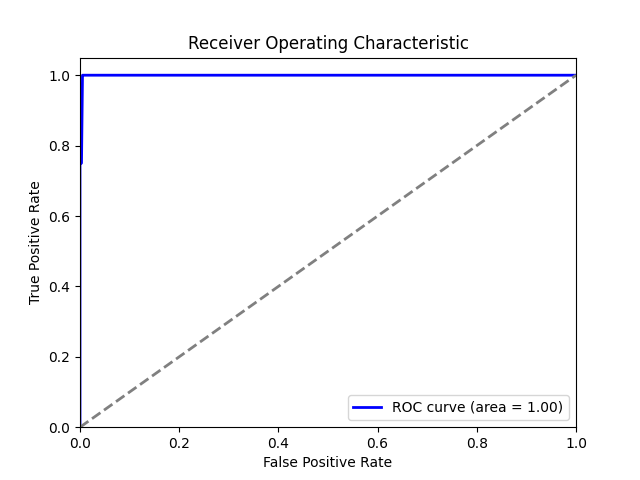 Receiver Operating Characteristic
True Positive Rate
1.0
0.8
0.6
0.4
0.2
0.0
ROC curve (area = 1.00)
0.0 0.2 0.4 0.6 0.8 1.0
False Positive Rate